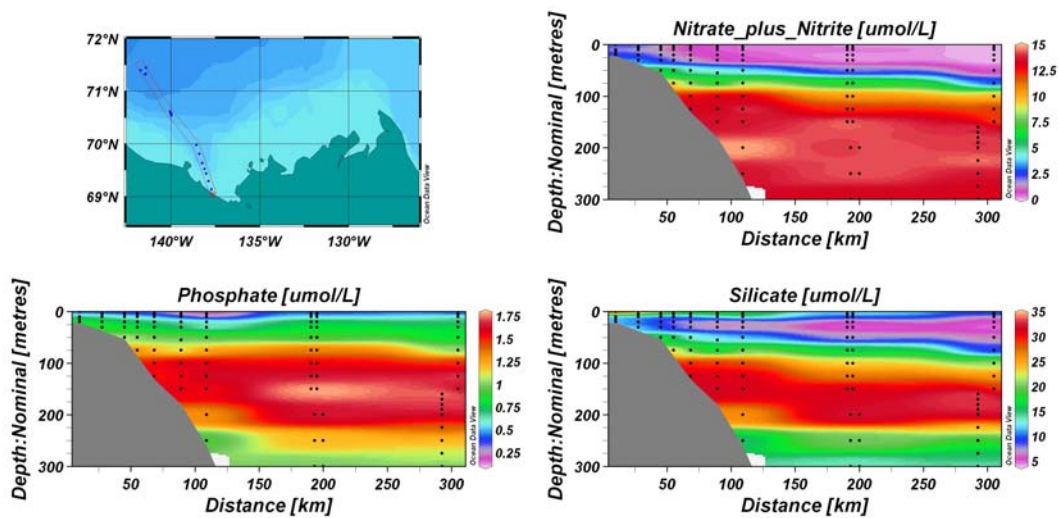 72°N
71°N
70°N
69°N
140°W
135°W
130°W
Ocean Data View
Nitrate_plus_Nitrite [umol/L]
Depth:Nominal [metres]
0
100
200
300
50
100
150
200
250
300
Distance [km]
15
12.5
10
7.5
5
2.5
0
Ocean Data View
Phosphate [umol/L]
Depth:Nominal [metres]
0
100
200
300
50
100
150
200
250
300
Distance [km]
1.75
1.5
1.25
1
0.75
0.5
0.25
Ocean Data View
Silicate [umol/L]
Depth:Nominal [metres]
0
100
200
300
50
100
150
200
250
300
Distance [km]
35
30
25
20
15
10
5
Ocean Data View